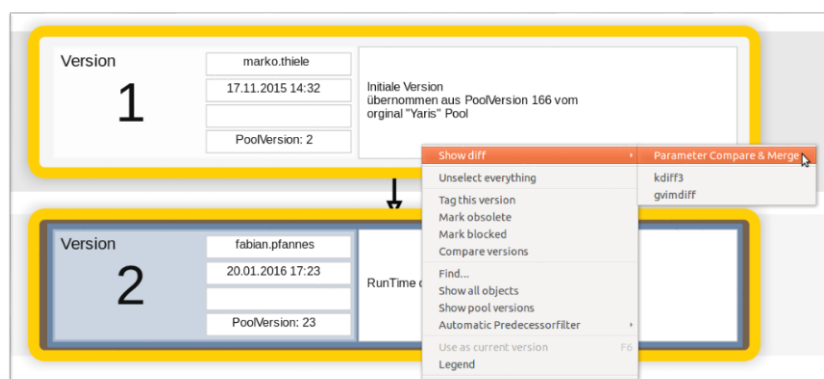 Version
1
marko.thiele
17.11.2015 14:32
PoolVersion: 2
Initiale Version
übernommen aus PoolVersion 166 vom
orginal "Yaris" Pool
Show diff
Parameter Compare & Merge
Unselect everything
kdiff3
gvimdiff
Tag this version
Mark obsolete
Mark blocked
Compare versions
Find...
Show all objects
Show pool versions
Automatic Predecessorfilter
Use as current version F6
Legend
Version
2
fabian.pfannes
20.01.2016 17:23
PoolVersion: 23
RunTime